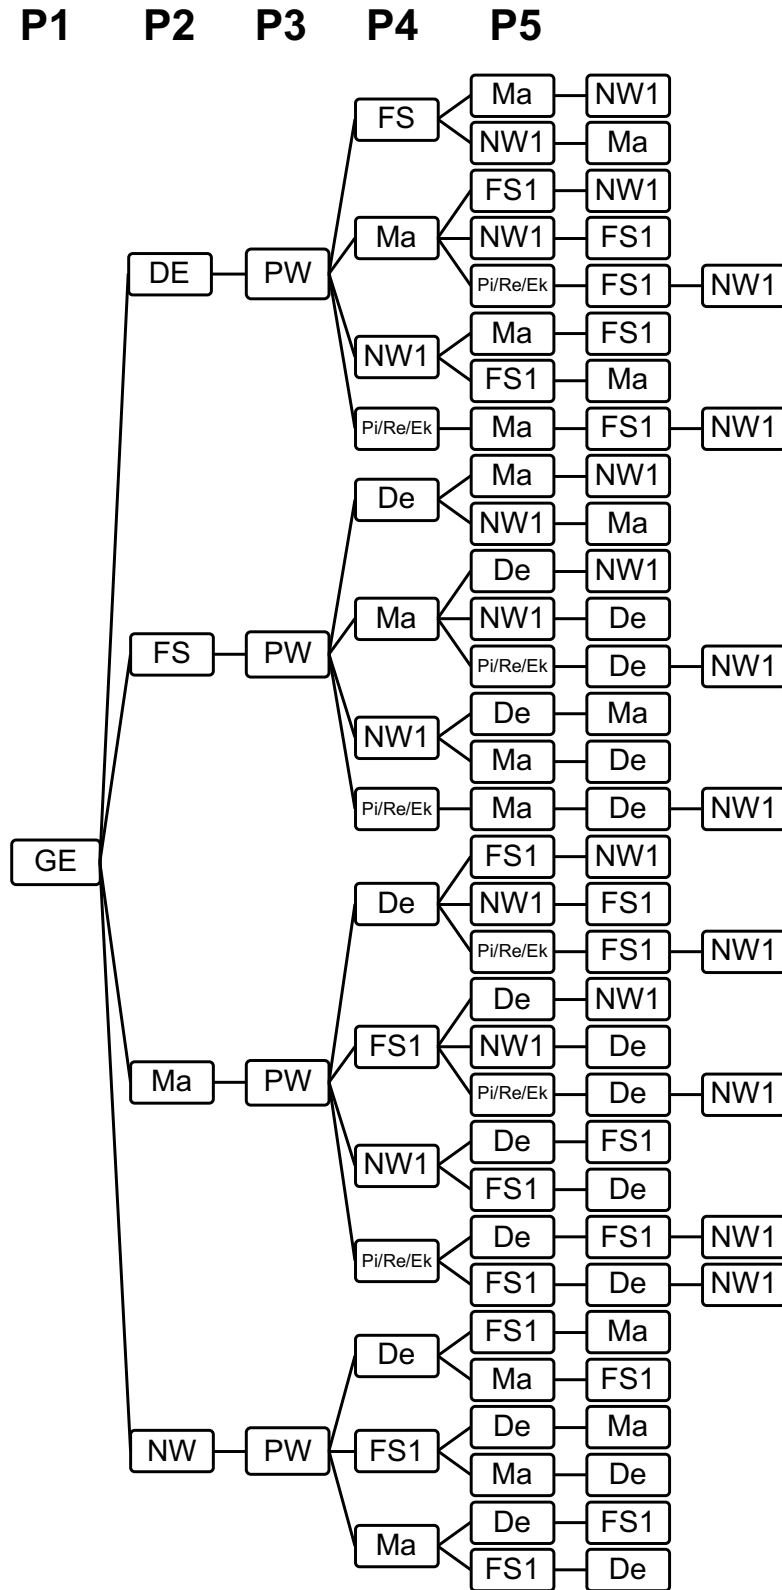 P1 P2 P3 P4 P5
Ma NW1
FS
NW1 Ma
FS1 NW1
Ma NW1 FS1
DE PW
Pi/Re/Ek FS1 NW1
Ma FS1
NW1
FS1 Ma
Pi/Re/Ek Ma FS1 NW1
Ma NW1
De
NW1 Ma
De NW1
Ma NW1 De
FS PW
Pi/Re/Ek De NW1
De Ma
NW1
Ma De
Pi/Re/Ek Ma De NW1
FS1 NW1
GE
De NW1 FS1
Pi/Re/Ek FS1 NW1
De NW1
FS1 NW1 De
Ma PW
Pi/Re/Ek De NW1
De FS1
NW1
FS1 De
De FS1 NW1
Pi/Re/Ek
FS1 De NW1
FS1 Ma
De
Ma FS1
De Ma
NW PW FS1
Ma De
De FS1
Ma
FS1 De